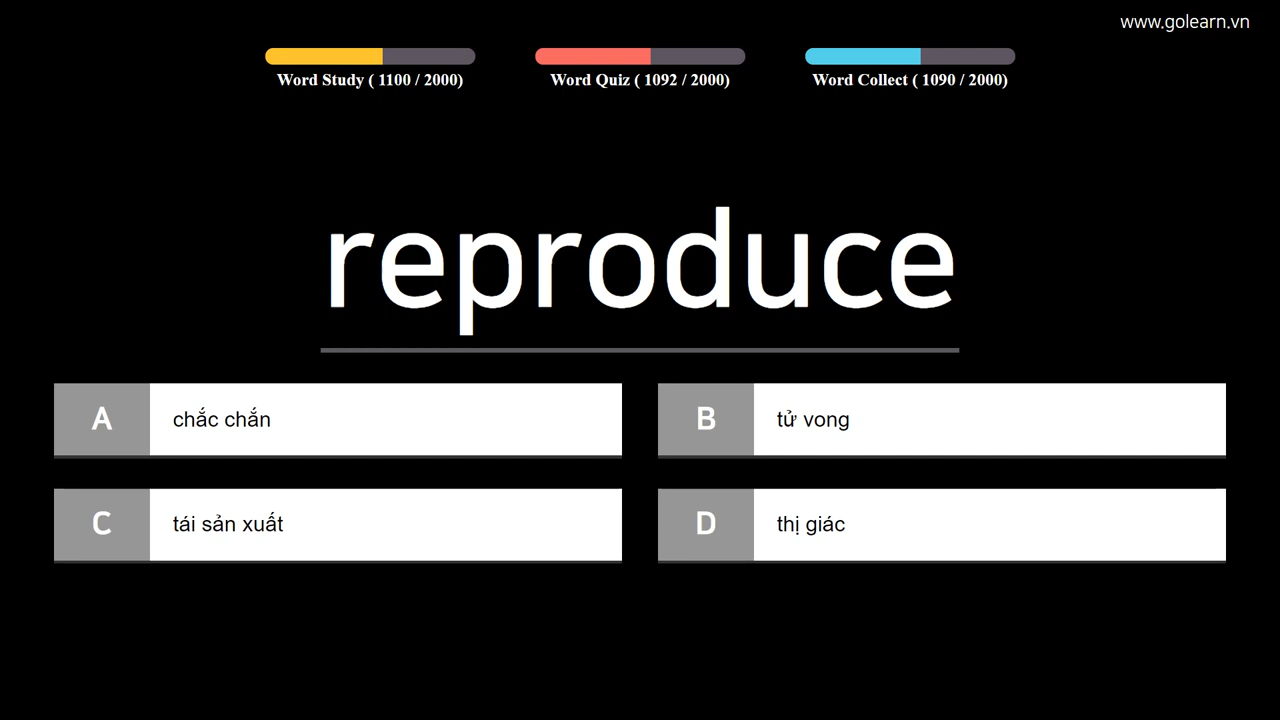 www.golearn.vn
Word Study ( 1100 / 2000)
Word Quiz ( 1092 / 2000)
Word Collect ( 1090 / 2000)
reproduce
A chắc chắn
B tử vong
C tái sản xuất
D thị giác